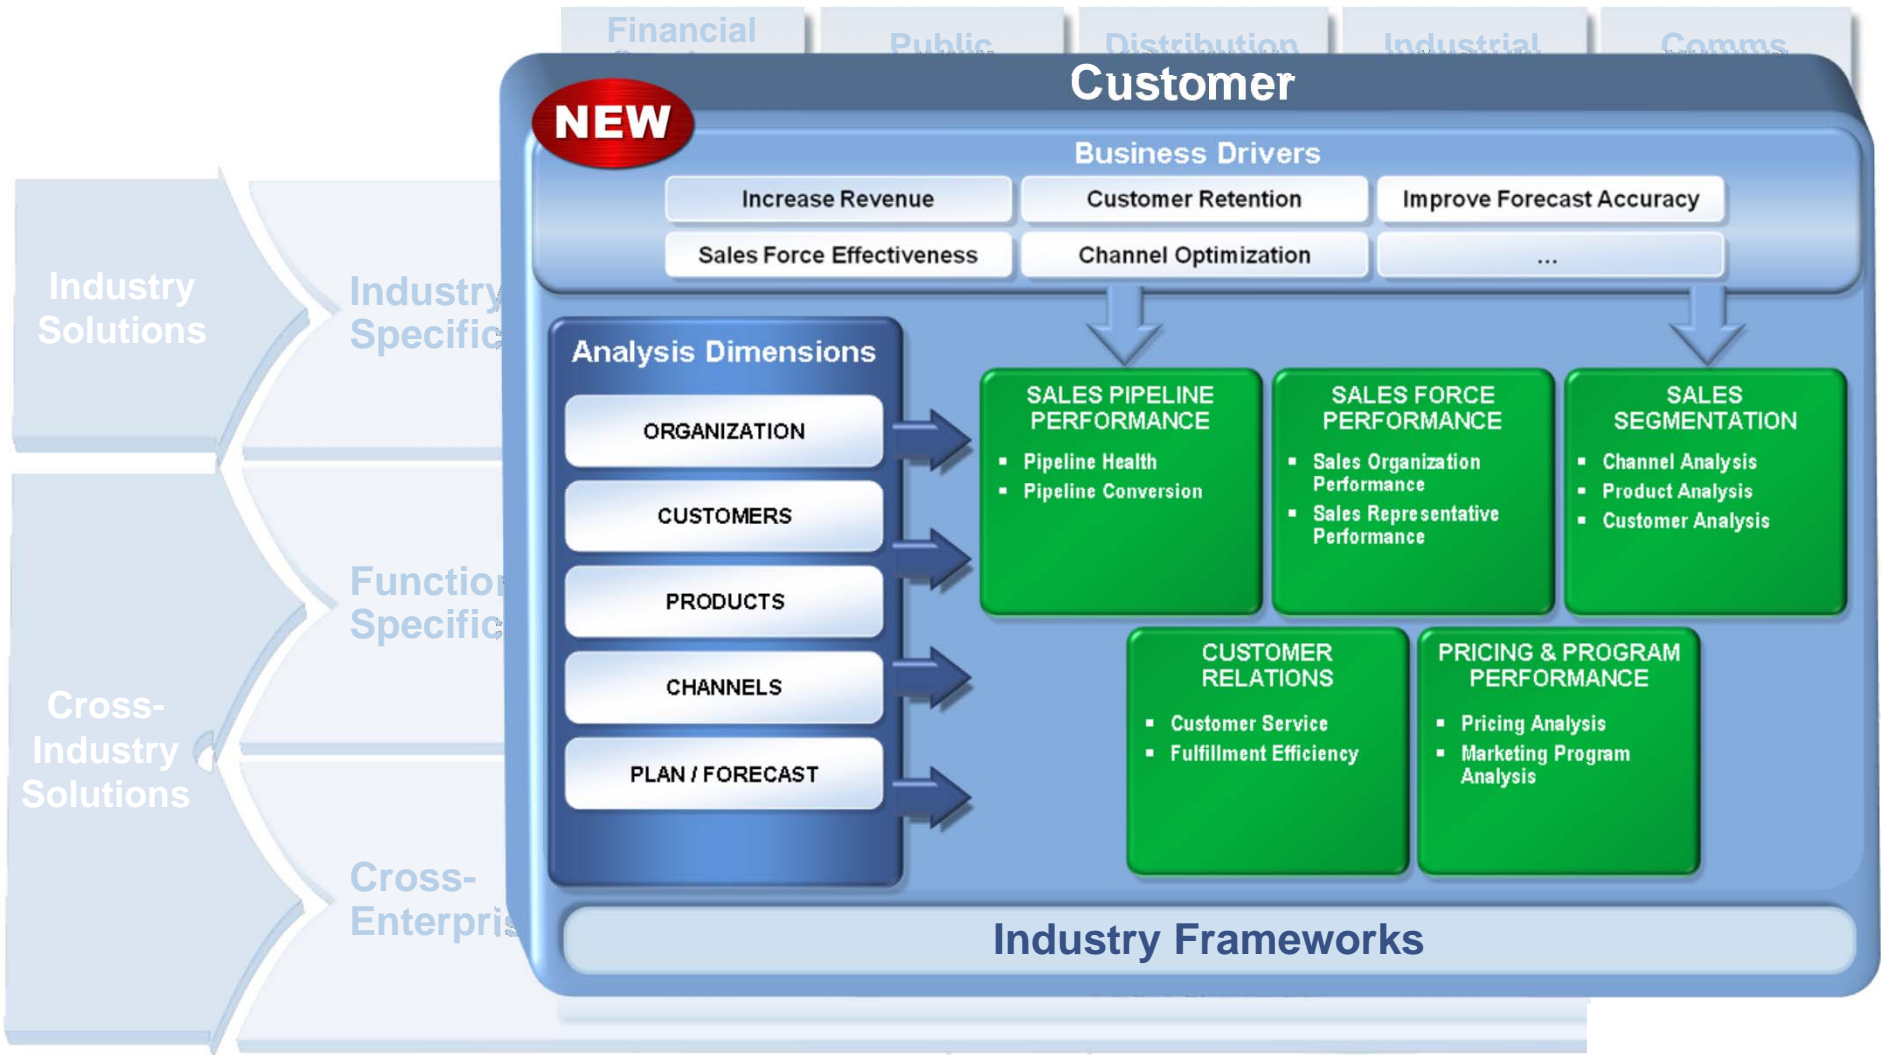 Financial
Public
Distribution
Industrial
Comms
Customer
NEW
Business Drivers
Increase Revenue
Customer Retention
Improve Forecast Accuracy
Sales Force Effectiveness
Channel Optimization
...
Industry
Solutions
Industry
Specific
Analysis Dimensions
ORGANIZATION
CUSTOMERS
PRODUCTS
CHANNELS
PLAN / FORECAST
SALES PIPELINE
PERFORMANCE
▪ Pipeline Health
▪ Pipeline Conversion
SALES FORCE
PERFORMANCE
▪ Sales Organization
Performance
▪ Sales Representative
Performance
SALES
SEGMENTATION
▪ Channel Analysis
▪ Product Analysis
▪ Customer Analysis
Function
Specific
CUSTOMER
RELATIONS
▪ Customer Service
▪ Fulfillment Efficiency
PRICING & PROGRAM
PERFORMANCE
▪ Pricing Analysis
▪ Marketing Program
Analysis
Cross-
Industry
Solutions
Cross-
Enterpris
Industry Frameworks